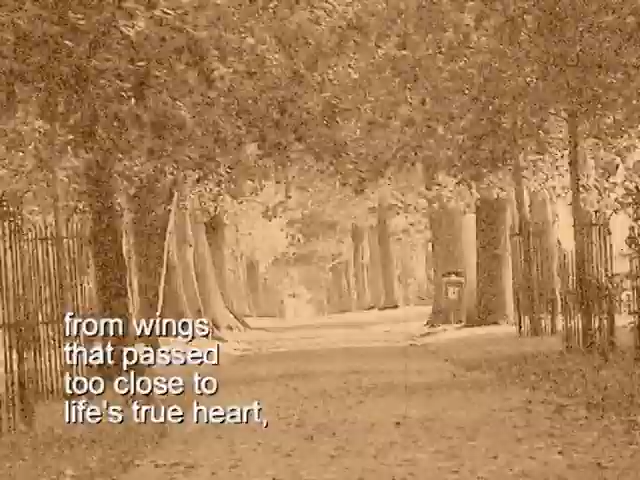 from wings
that passed
too close to
life's true heart,